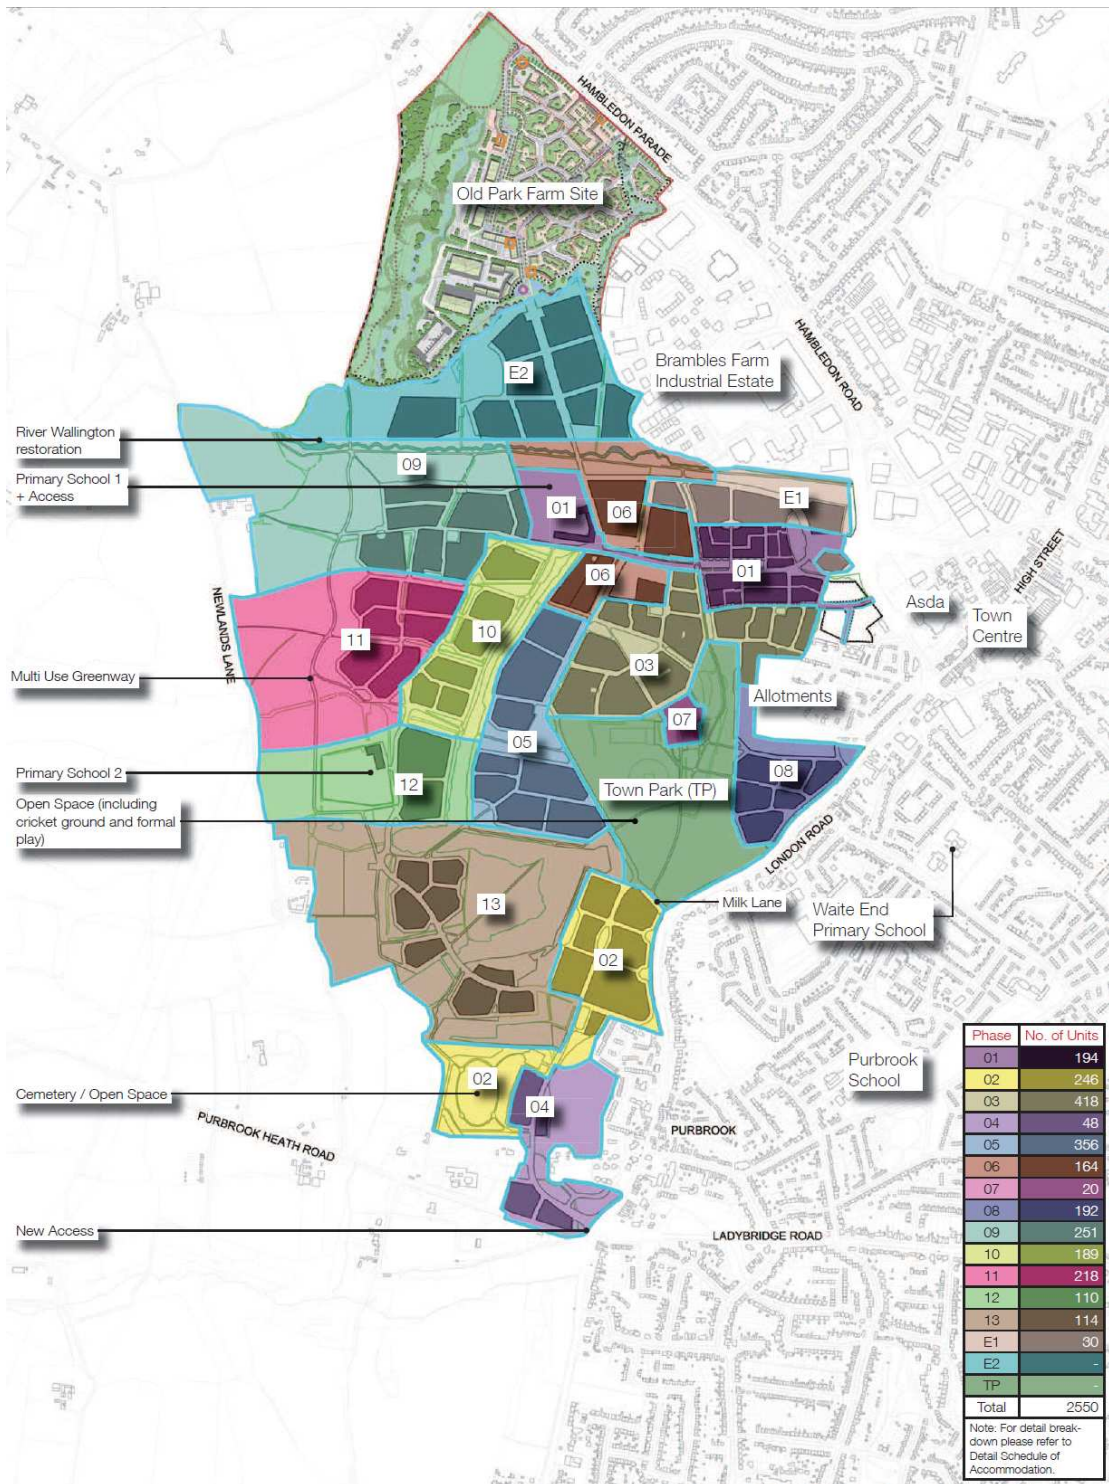 HAMBLEDON PARADE
Old Park Farm Site
HAMBLEDON ROAD
Brambles Farm
Industrial Estate
E2
River Wallington
restoration
Primary School 1
+ Access
09
01
06
E1
HIGH STREET
06
01
NEWLANDS LANE
Asda
Town
Centre
11
10
03
Multi Use Greenway
Allotments
07
05
Primary School 2
12
08
Town Park (TP)
Open Space (including
cricket ground and formal
play)
LONDON ROAD
13
Milk Lane
Waite End
Primary School
02
Purbrook
School
Cemetery / Open Space
02
04
PURBROOK HEATH ROAD
PURBROOK
New Access
LADYBRIDGE ROAD
Phase No. of Units
01 194
02 246
03 418
04 48
05 356
06 164
07 20
08 192
09 251
10 189
11 218
12 110
13 114
E1 30
E2 -
TP -
Total 2550
Note: For detail break-
down please refer to
Detail Schedule of
Accommodation.